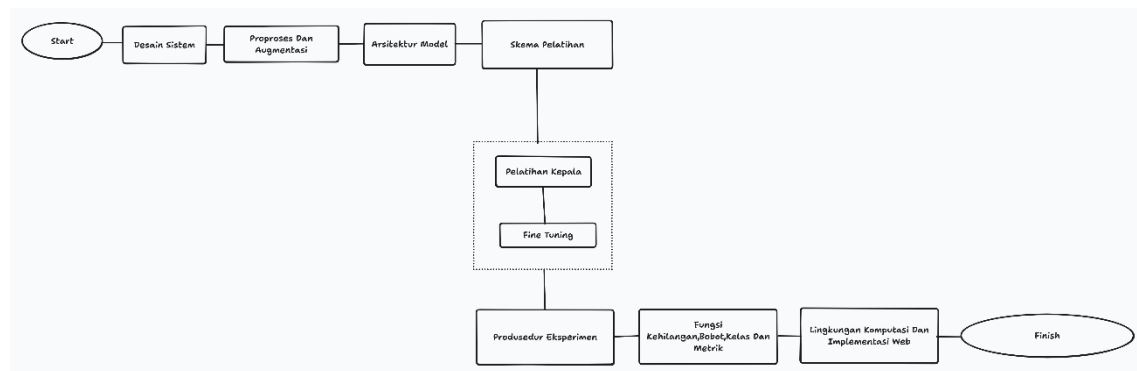 Start
Desain Sistem
Proproses Dan
Augmentasi
Arsitektur Model
Skema Pelatihan
Pelatihan Kepala
Fine Tuning
Produsedur Eksperimen
Fungsi
Kehilangan,Bobot,Kelas Dan
Metrik
Lingkungan Komputasi Dan
Implementasi Web
Finish